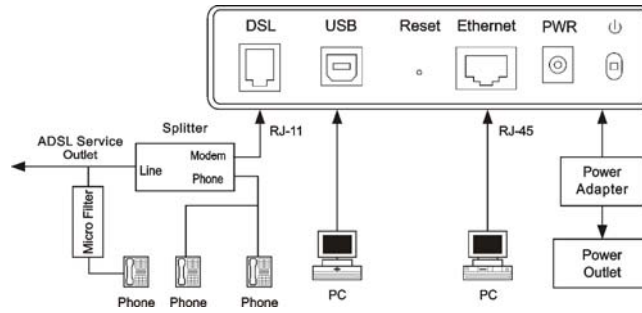 DSL USB Reset Ethernet PWR
RJ-11
RJ-45
Splitter
ADSL Service
Outlet
Line
Modem
Phone
Micro Filter
Power
Adapter
Power
Outlet
Phone
Phone
Phone
PC
PC